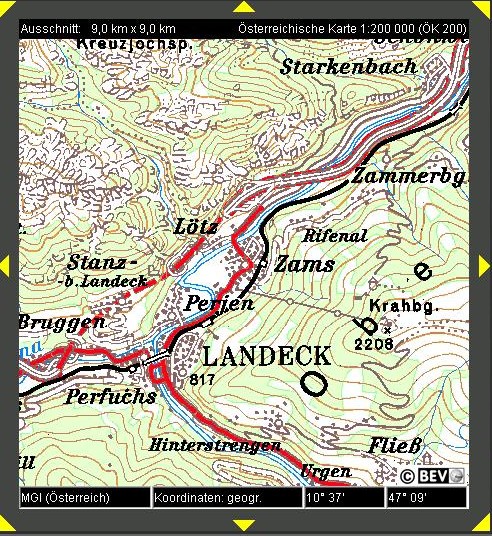 Ausschnitt: 9,0 km x 9,0 km
Österreichische Karte 1:200 000 (ÖK 200)
Kreuzjochsp.
Starkenbach
Zammerbg.
Lötz
Rifenal
Stanz-
b. Landeck
Zams
e
Perjen
Krahbg.
Bruggen
b
2208
LANDECK
817
O
Perfuchs
Hinterstrengen
Fließ
Urgen
© BEV
MGI (Österreich)
Koordinaten: geogr.
10° 37'
47° 09'